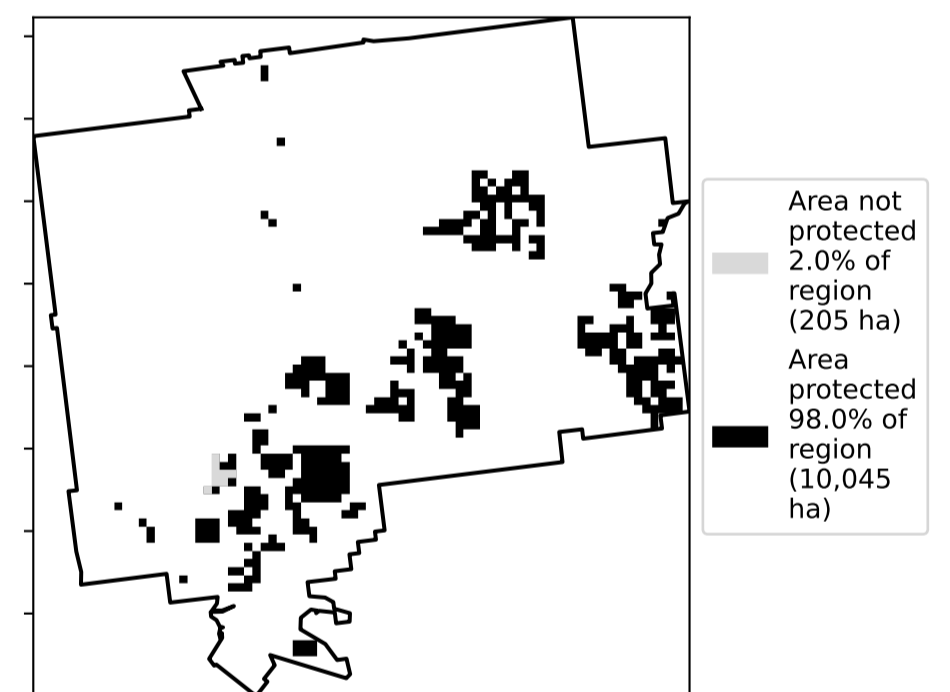 Area not
protected
2.0% of
region
(205 ha)
Area
protected
98.0% of
region
(10,045
ha)